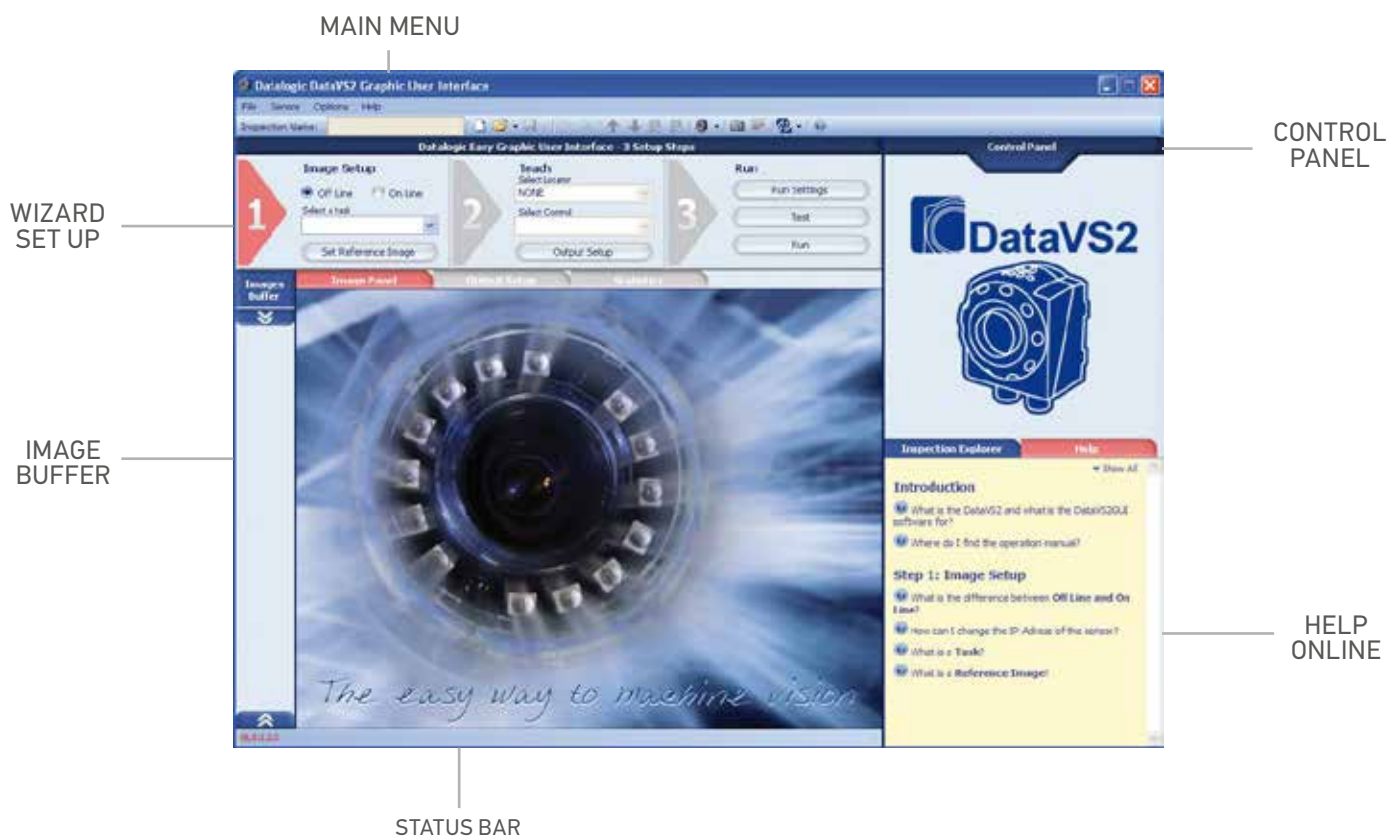 MAIN MENU
Datalogic DataVS2 Graphic User Interface
File Sensor Options Help
Inspection Name:
Datalogic Easy Graphic User Interface - 3 Setup Steps
Control Panel
CONTROL
PANEL
WIZARD
SET UP
1
Image Setup
Off Line On Line
Select a task
Set Reference Image
2
Teach
Select Locator
NONE
Select Control
Output Setup
3
Run
Run Settings
Test
Run
DataVS2
Images
Buffer
Image Panel
Output Setup
Statistics
IMAGE
BUFFER
The easy way to machine vision
Inspection Explorer
Help
Show All
Introduction
What is the DataVS2 and what is the DataVS2GUI
software for?
Where do I find the operation manual?
Step 1: Image Setup
What is the difference between Off Line and On
Line?
How can I change the IP Adress of the sensor?
What is a Task?
What is a Reference Image?
HELP
ONLINE
STATUS BAR